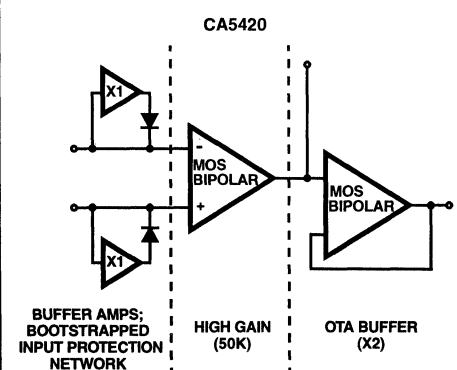 CA5420
X1
-
MOS
BIPOLAR
+
MOS
BIPOLAR
X1
BUFFER AMPS;
BOOTSTRAPPED
INPUT PROTECTION
NETWORK
HIGH GAIN
(50K)
OTA BUFFER
(X2)